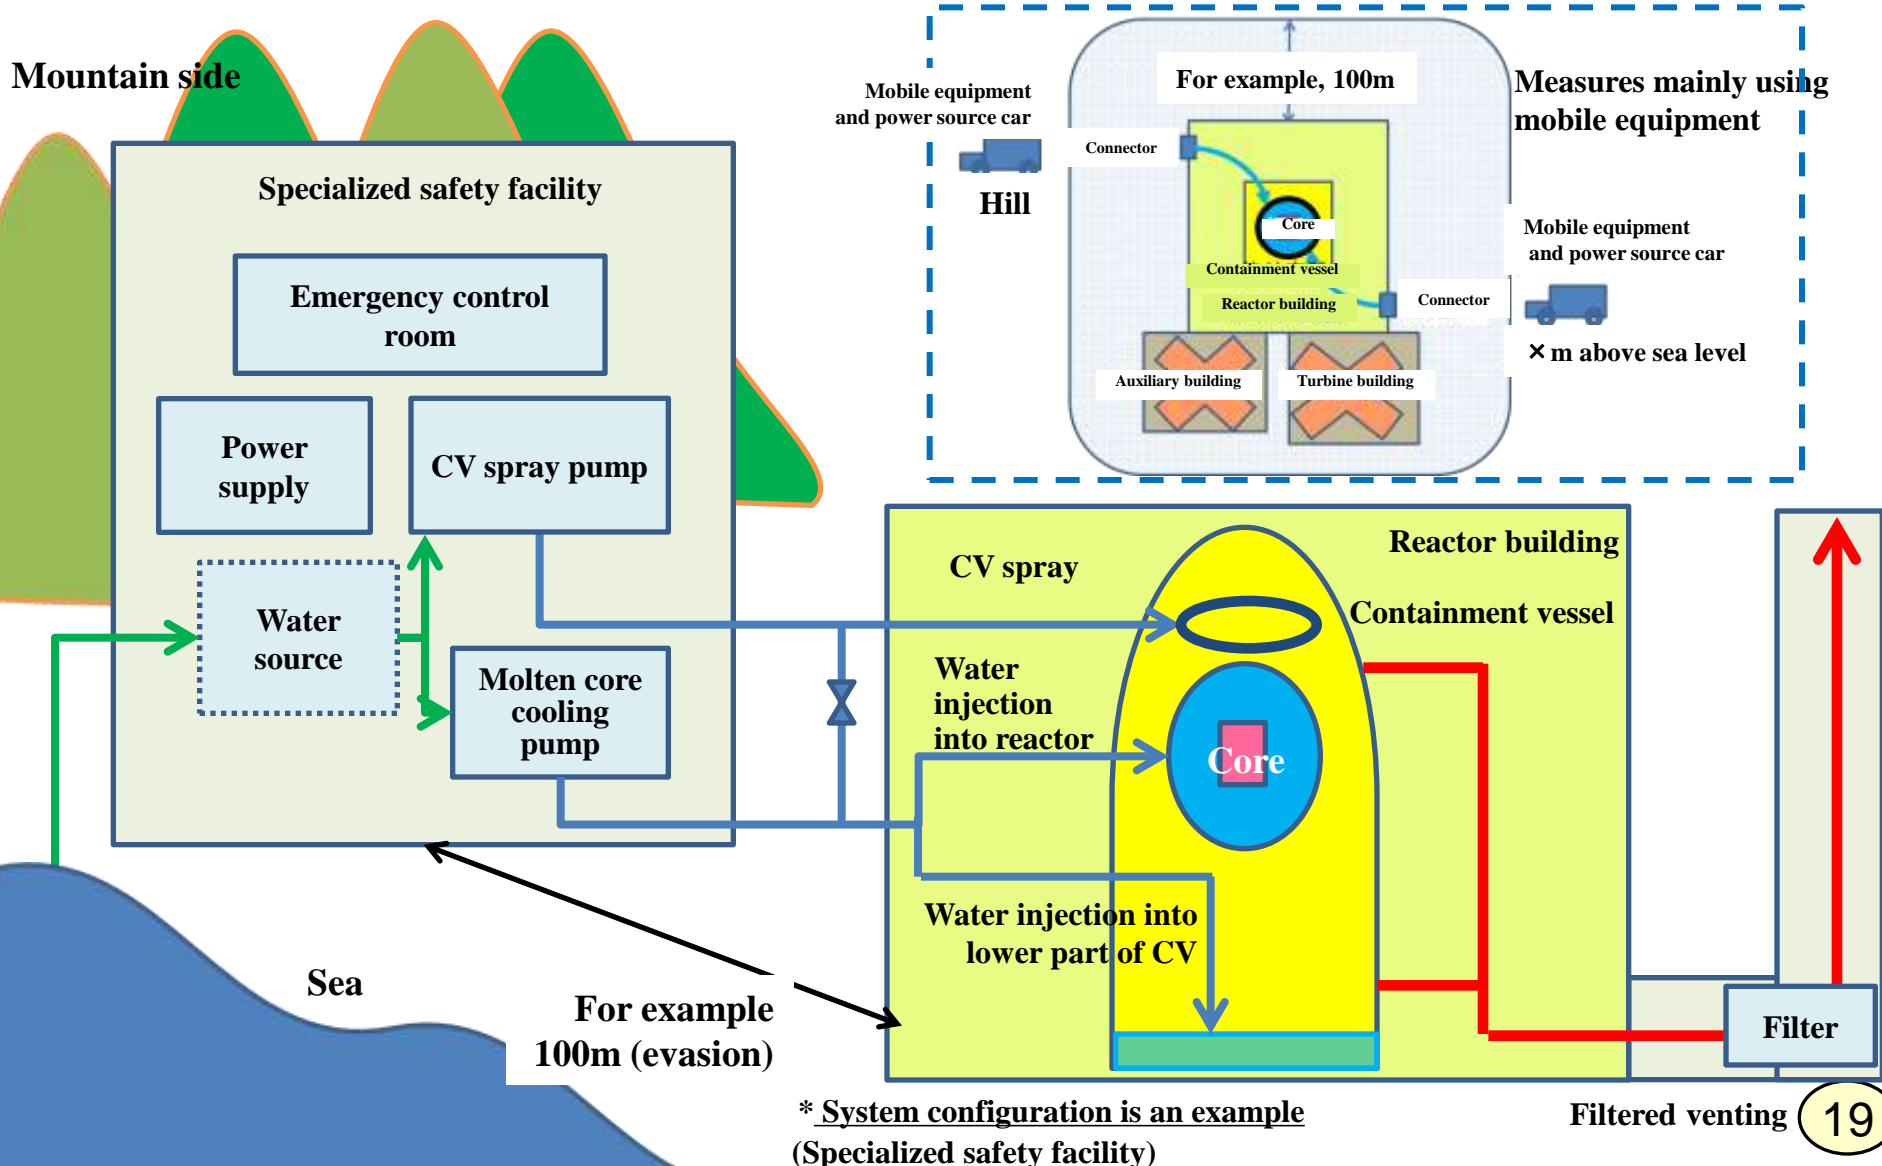 Mountain side
Specialized safety facility
Emergency control
room
Power
supply
CV spray pump
Water
source
Molten core
cooling
pump
Sea
For example
100m (evasion)
For example, 100m
Measures mainly using
mobile equipment
Mobile equipment
and power source car
Connector
Hill
Core
Containment vessel
Reactor building
Mobile equipment
and power source car
Connector
× m above sea level
Auxiliary building
Turbine building
Reactor building
CV spray
Containment vessel
Water
injection
into reactor
Core
Water injection into
lower part of CV
Filter
* System configuration is an example
(Specialized safety facility)
Filtered venting
19